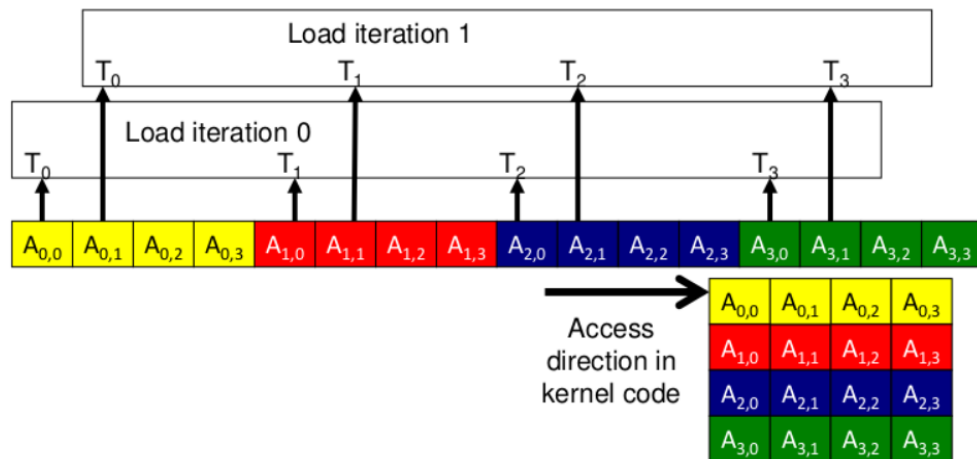 Load iteration 1
T0 T1 T2 T3
Load iteration 0
T0 T1 T2 T3
A0,0 A0,1 A0,2 A0,3 A1,0 A1,1 A1,2 A1,3 A2,0 A2,1 A2,2 A2,3 A3,0 A3,1 A3,2 A3,3
Access
direction in
kernel code
A0,0 A0,1 A0,2 A0,3
A1,0 A1,1 A1,2 A1,3
A2,0 A2,1 A2,2 A2,3
A3,0 A3,1 A3,2 A3,3